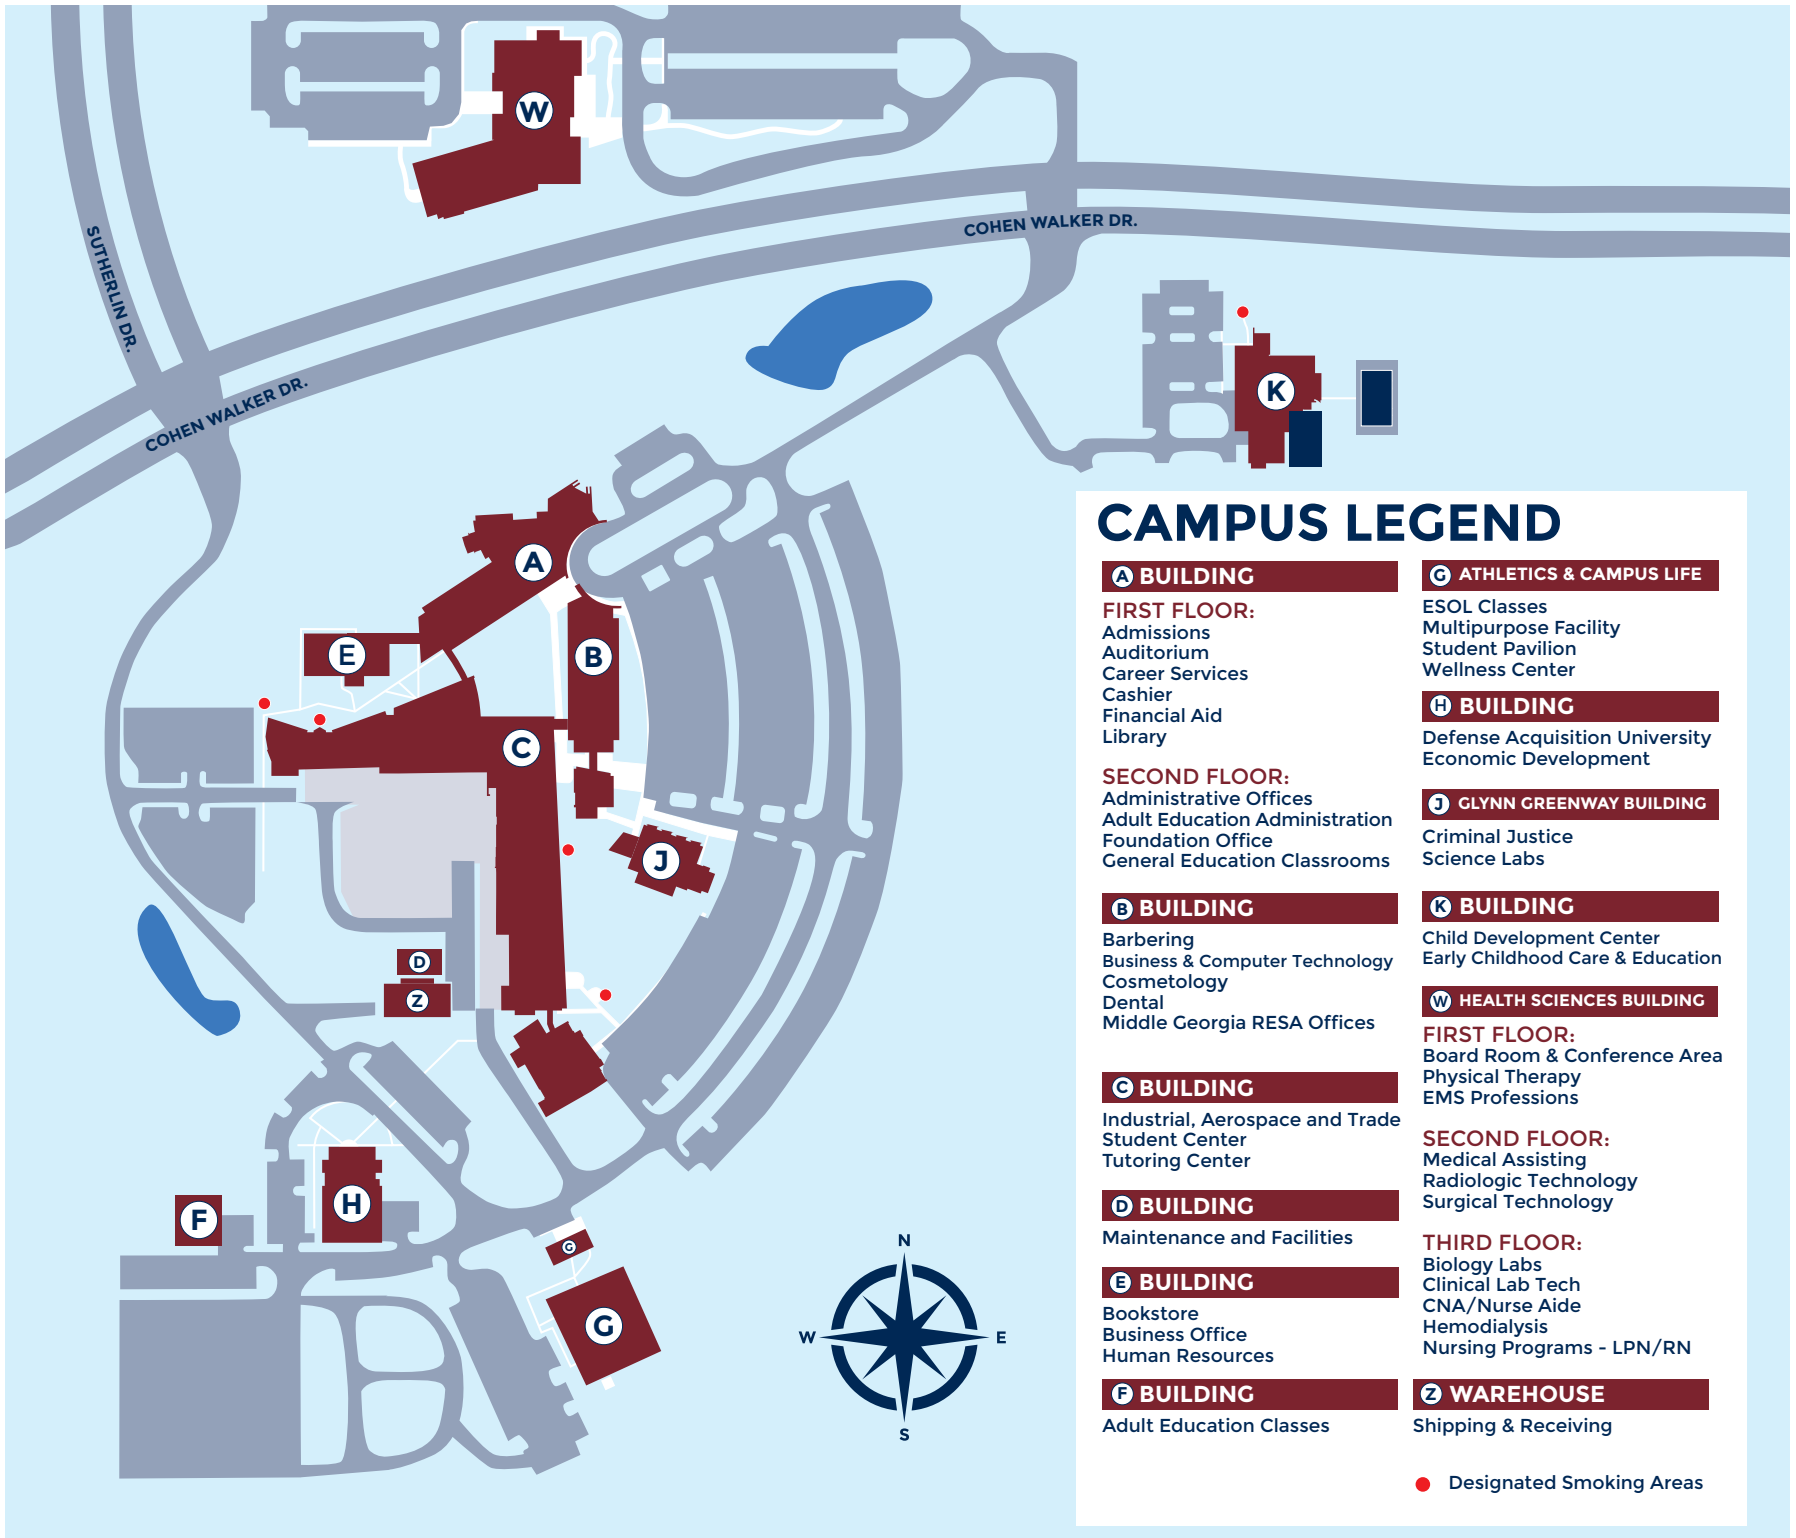 W
SUTHERLIN DR.
COHEN WALKER DR.
COHEN WALKER DR.
K
A
E
B
C
J
D
Z
H
F
G
G
N
W
E
S
CAMPUS LEGEND
A BUILDING
FIRST FLOOR:
Admissions
Auditorium
Career Services
Cashier
Financial Aid
Library
SECOND FLOOR:
Administrative Offices
Adult Education Administration
Foundation Office
General Education Classrooms
B BUILDING
Barbering
Business & Computer Technology
Cosmetology
Dental
Middle Georgia RESA Offices
C BUILDING
Industrial, Aerospace and Trade
Student Center
Tutoring Center
D BUILDING
Maintenance and Facilities
E BUILDING
Bookstore
Business Office
Human Resources
F BUILDING
Adult Education Classes
G ATHLETICS & CAMPUS LIFE
ESOL Classes
Multipurpose Facility
Student Pavilion
Wellness Center
H BUILDING
Defense Acquisition University
Economic Development
J GLYNN GREENWAY BUILDING
Criminal Justice
Science Labs
K BUILDING
Child Development Center
Early Childhood Care & Education
W HEALTH SCIENCES BUILDING
FIRST FLOOR:
Board Room & Conference Area
Physical Therapy
EMS Professions
SECOND FLOOR:
Medical Assisting
Radiologic Technology
Surgical Technology
THIRD FLOOR:
Biology Labs
Clinical Lab Tech
CNA/Nurse Aide
Hemodialysis
Nursing Programs - LPN/RN
Z WAREHOUSE
Shipping & Receiving
Designated Smoking Areas